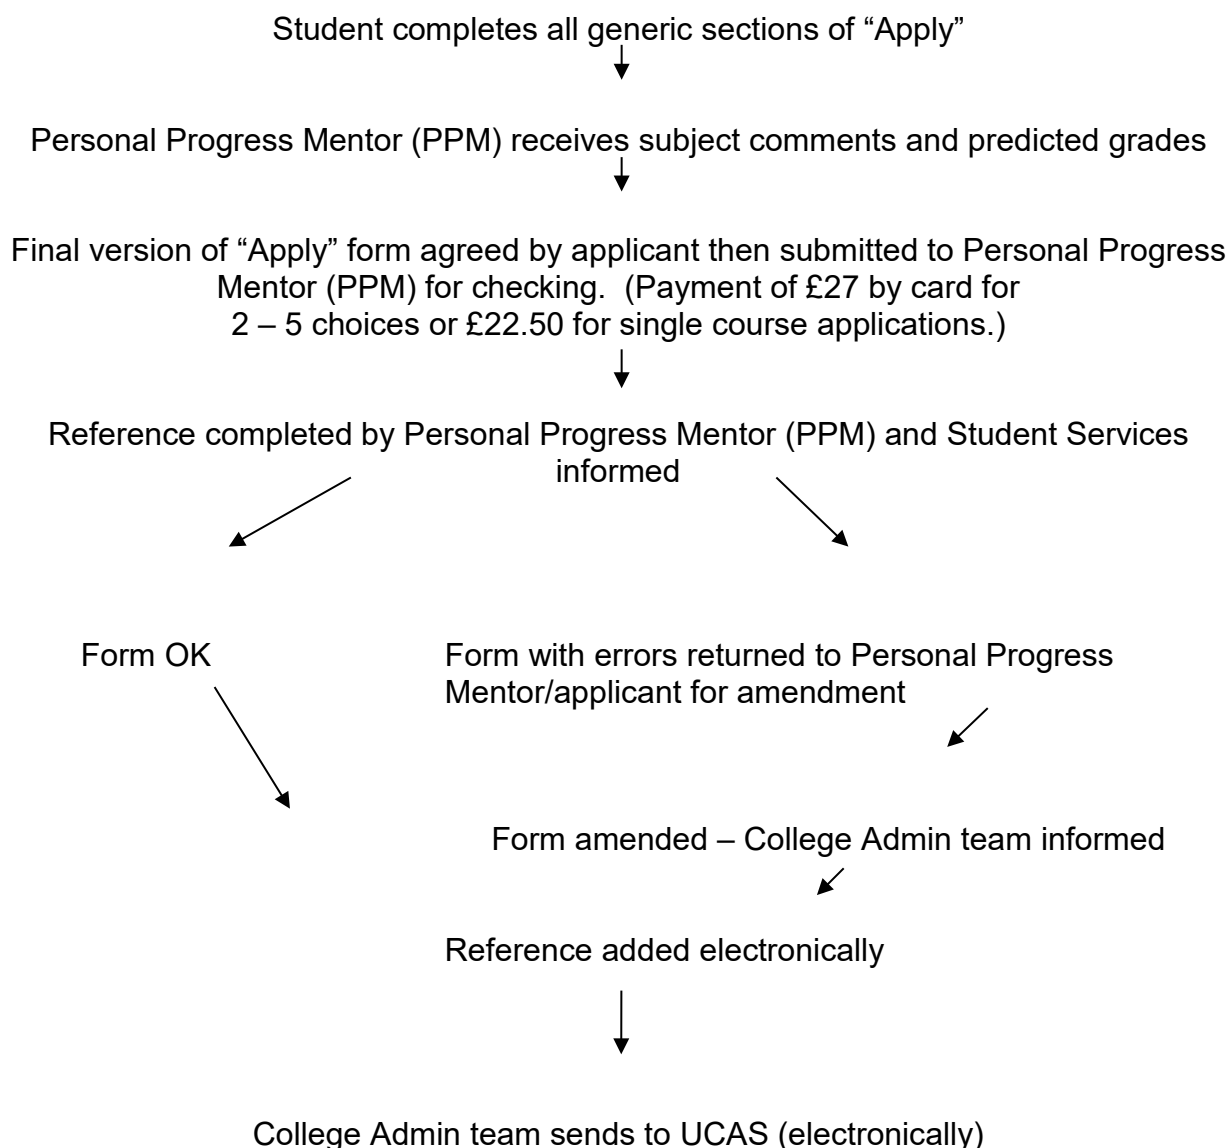 Student completes all generic sections of “Apply”
Personal Progress Mentor (PPM) receives subject comments and predicted grades
Final version of “Apply” form agreed by applicant then submitted to Personal Progress
Mentor (PPM) for checking.  (Payment of £27 by card for
2 – 5 choices or £22.50 for single course applications.)
Reference completed by Personal Progress Mentor (PPM) and Student Services
informed
Form OK
Form with errors returned to Personal Progress
Mentor/applicant for amendment
Form amended – College Admin team informed
Reference added electronically
College Admin team sends to UCAS (electronically)